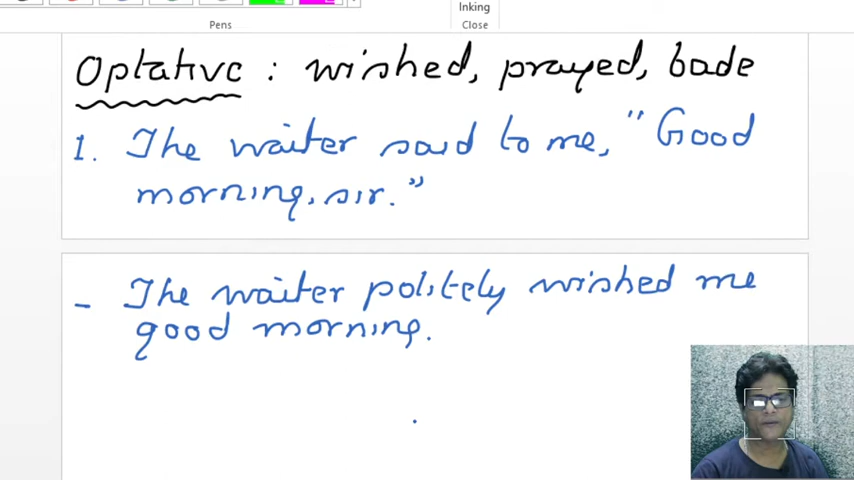 Inking
Pens
Close
Optative : wished, prayed, bade
1. The waiter said to me, "Good
morning, sir."
- The waiter politely wished me
good morning.